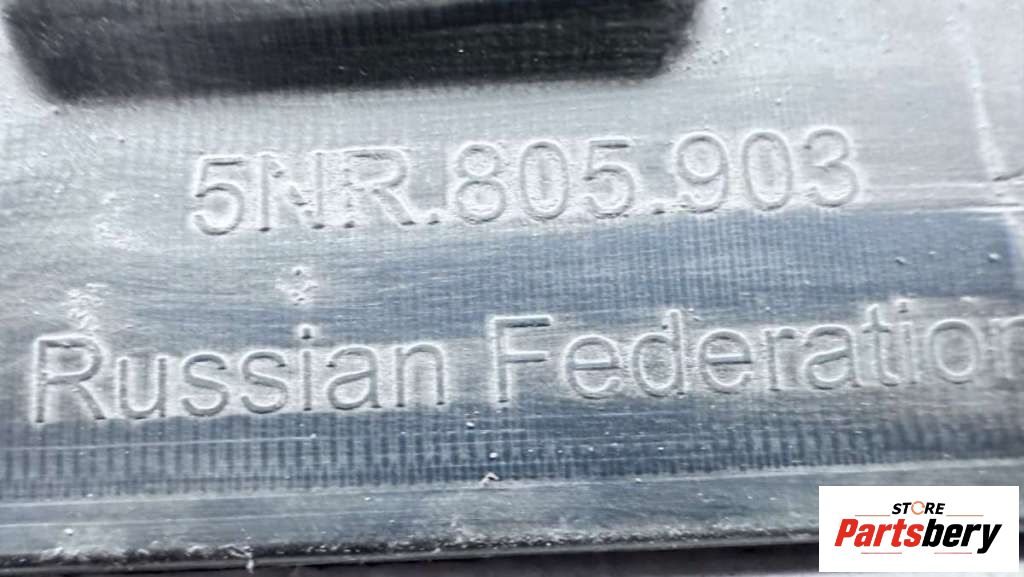 5NR.805.903
Russian Federation
STORE
Partsbery